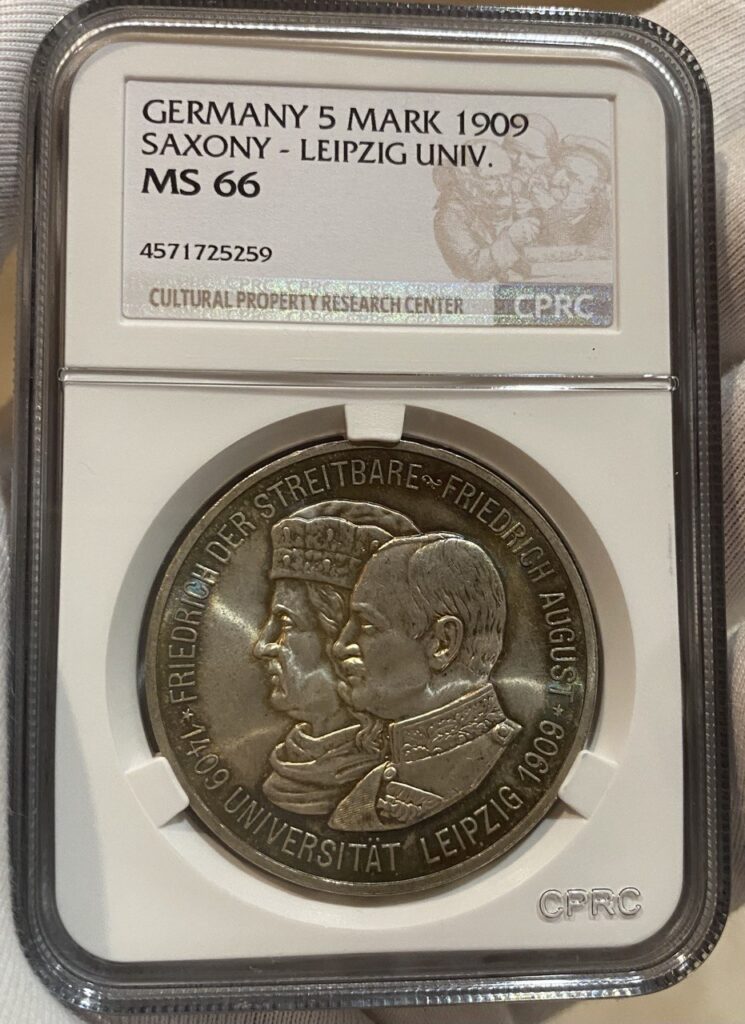 GERMANY 5 MARK 1909
SAXONY - LEIPZIG UNIV.
MS 66
4571725259
CULTURAL PROPERTY RESEARCH CENTER CPRC
FRIEDRICH DER STREITBARE ~ FRIEDRICH AUGUST
* 1409 UNIVERSITÄT LEIPZIG 1909 *
CPRC